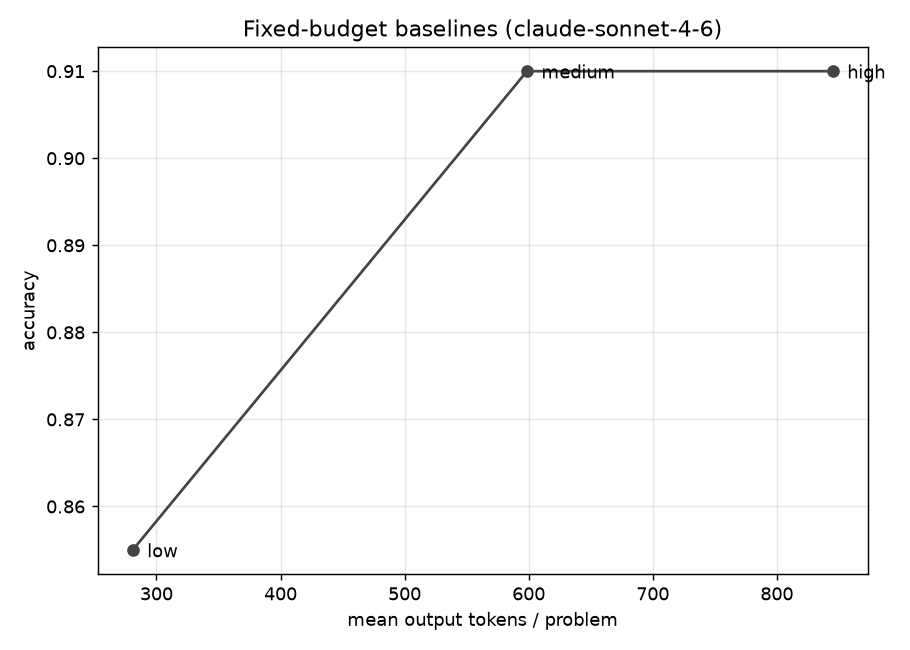 Fixed-budget baselines (claude-sonnet-4-6)
0.91
0.90
0.89
0.88
0.87
0.86
accuracy
medium
high
low
300 400 500 600 700 800
mean output tokens / problem